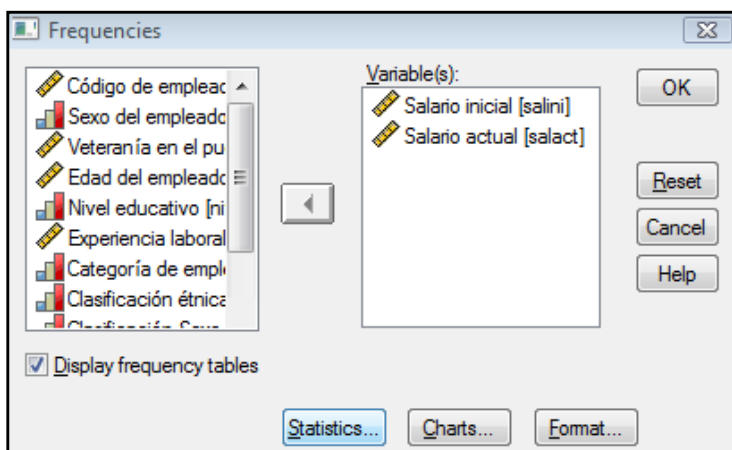 Frequencies
Código de empleac
Sexo del empleado
Veteranía en el pu
Edad del empleadc
Nivel educativo [ni
Experiencia laboral
Categoría de emple
Clasificación étnica
Variable(s):
Salario inicial [salini]
Salario actual [salact]
OK
Reset
Cancel
Help
Display frequency tables
Statistics...
Charts...
Format...